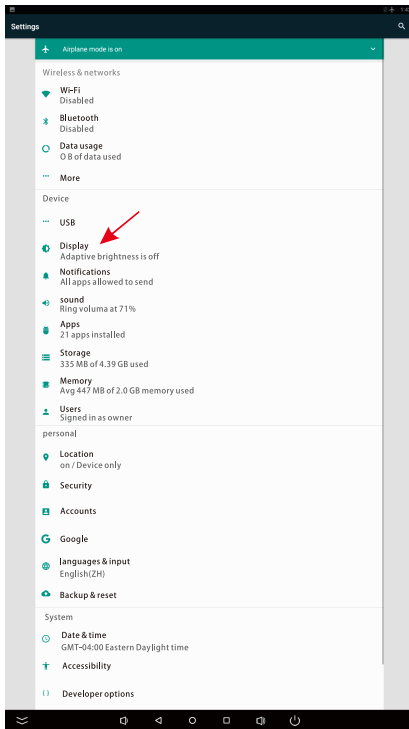 Settings
Airplane mode is on
Wireless & networks
Wi-Fi
Disabled
Bluetooth
Disabled
Data usage
0 B of data used
More
Device
USB
Display
Adaptive brightness is off
Notifications
All apps allowed to send
sound
Ring voluma at 71%
Apps
21 apps installed
Storage
335 MB of 4.39 GB used
Memory
Avg 447 MB of 2.0 GB memory used
Users
Signed in as owner
personal
Location
on / Device only
Security
Accounts
Google
languages & input
English(ZH)
Backup & reset
System
Date & time
GMT-04:00 Eastern Daylight time
Accessibility
Developer options